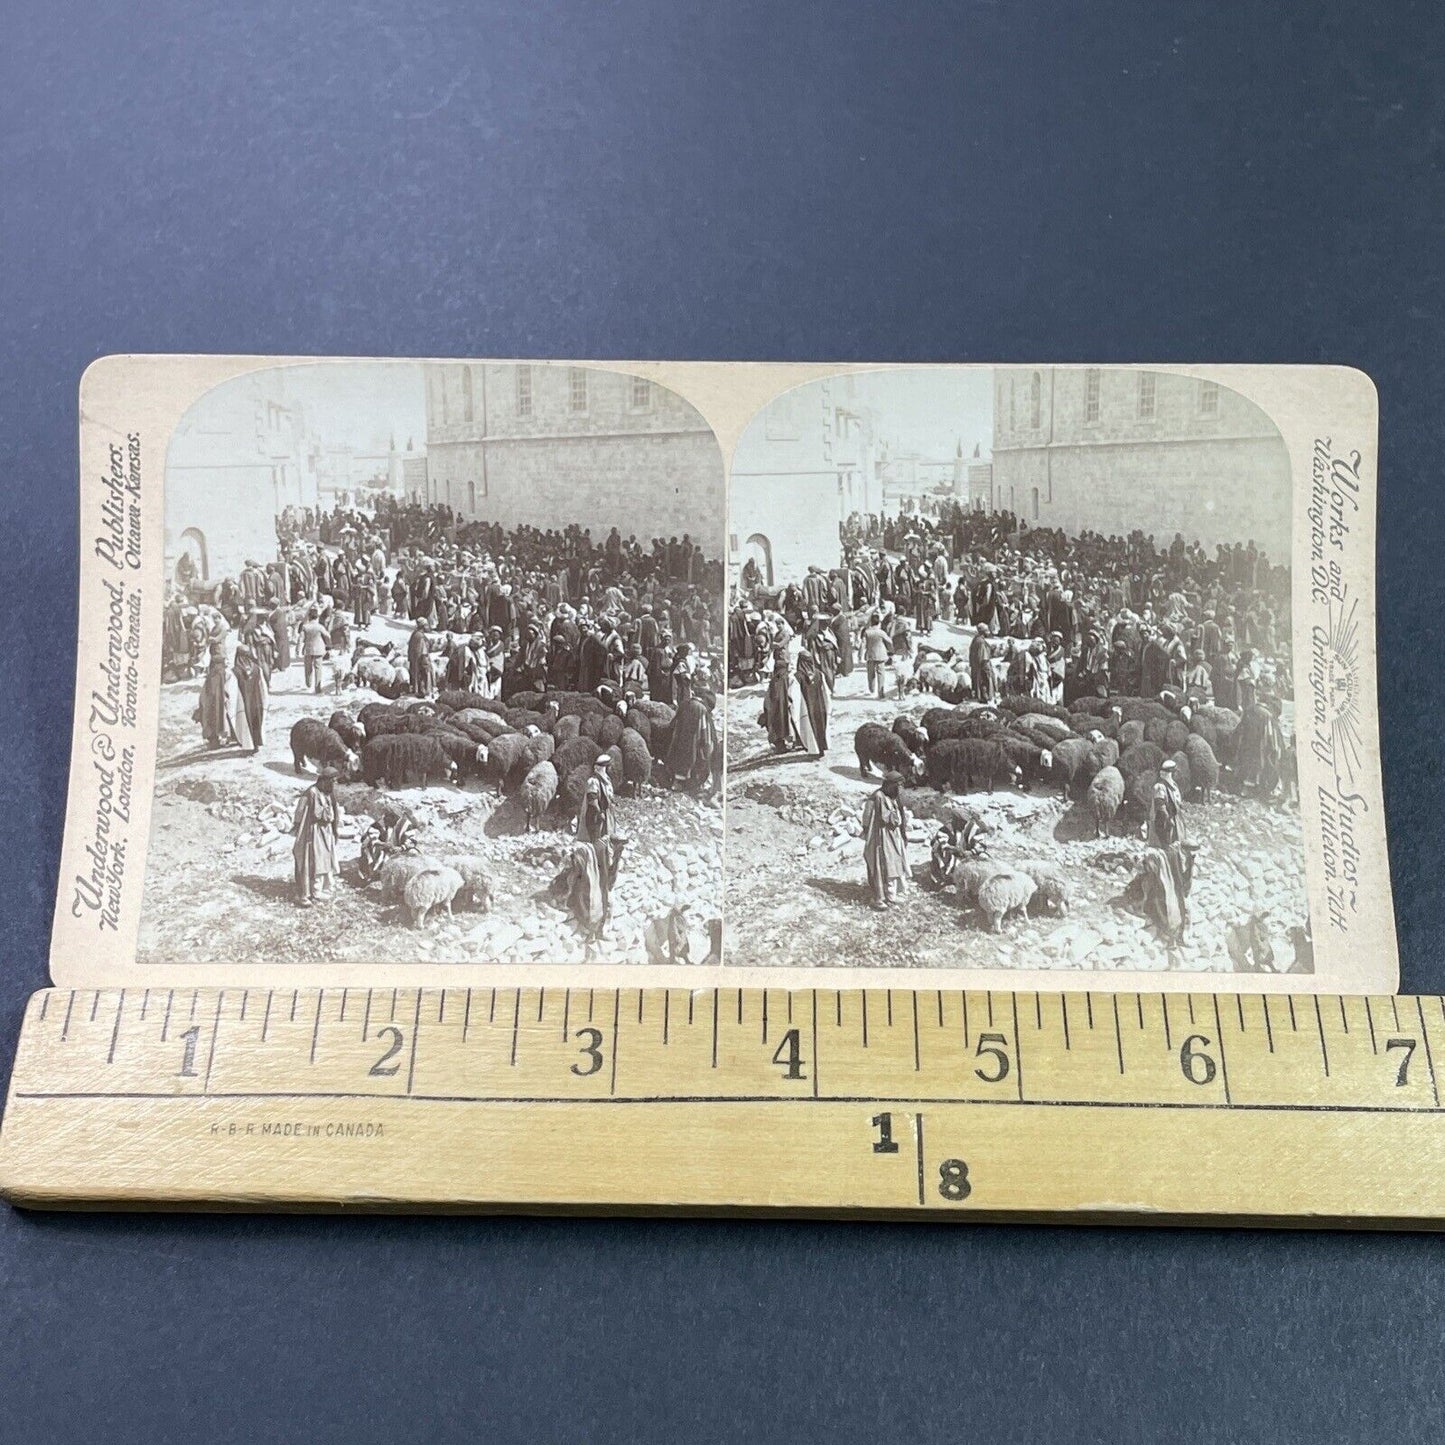 Underwood & Underwood, Publishers.
New York. London. Toronto-Canada. Ottawa-Kansas.
Works and Studios-
Washington, D.C. Arlington, N.J. Littleton, N.H.
1 2 3 4 5 6 7
R-B-R MADE IN CANADA
1
8